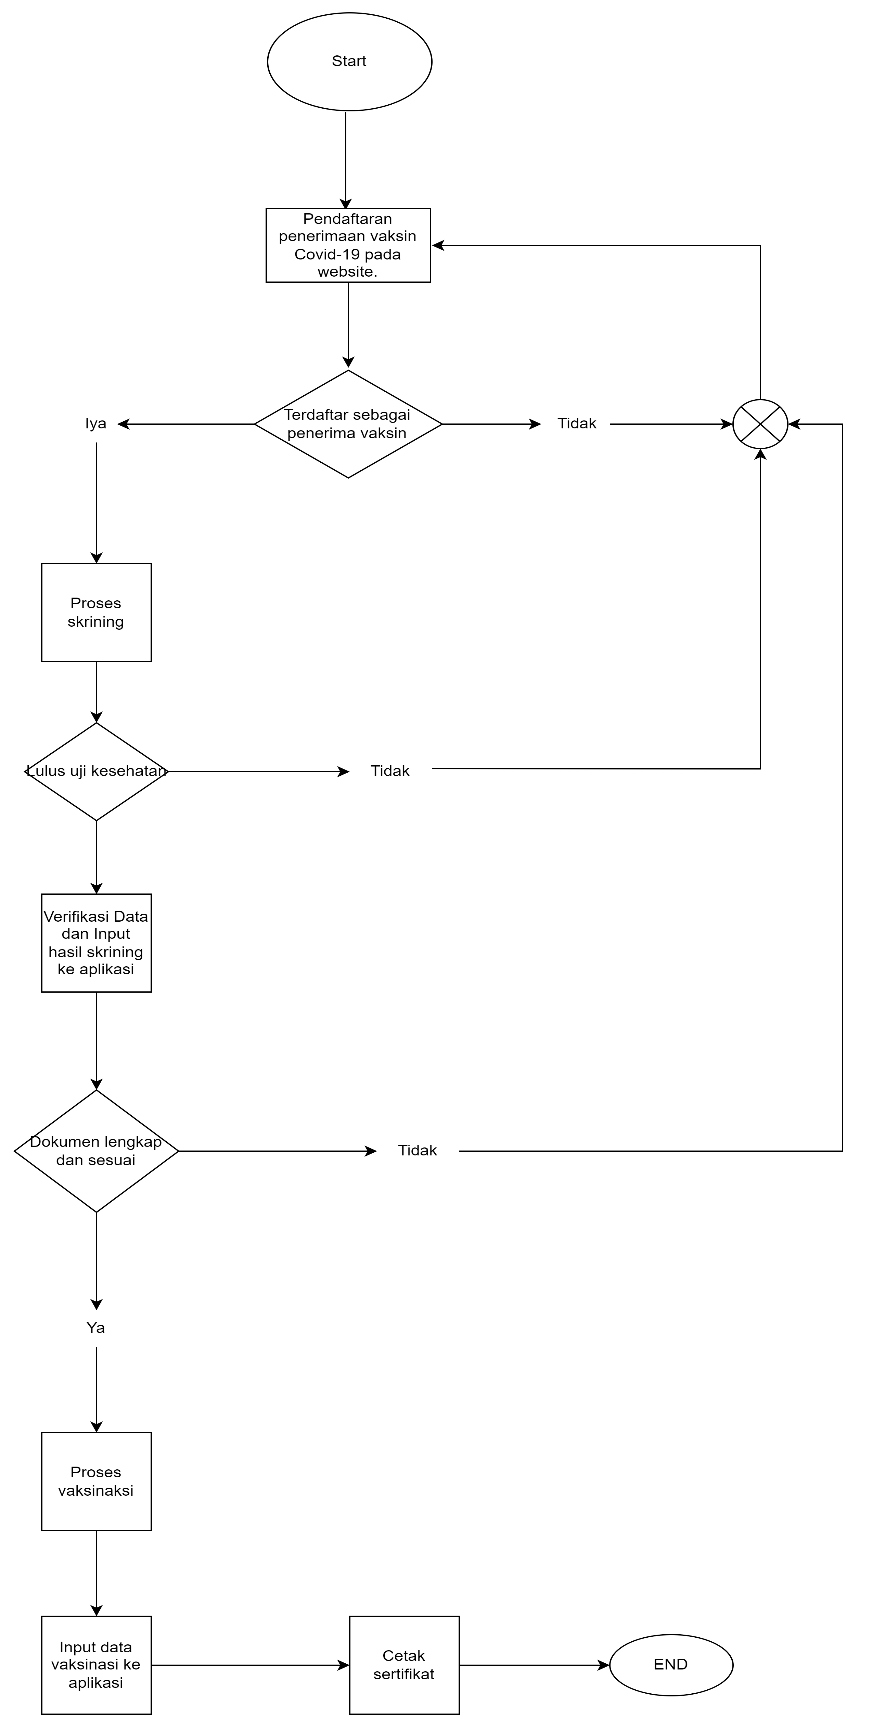 Start
Pendaftaran
penerimaan vaksin
Covid-19 pada
website.
Terdaftar sebagai
penerima vaksin
Iya
Tidak
Proses
skrining
Lulus uji kesehatan
Tidak
Verifikasi Data
dan Input
hasil skrining
ke aplikasi
Dokumen lengkap
dan sesuai
Tidak
Ya
Proses
vaksinaksi
Input data
vaksinasi ke
aplikasi
Cetak
sertifikat
END